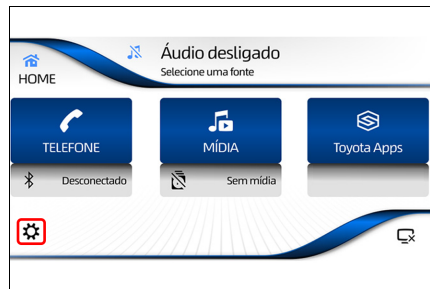 Áudio desligado
Selecione uma fonte
HOME
TELEFONE
MÍDIA
Toyota Apps
Desconectado
Sem mídia